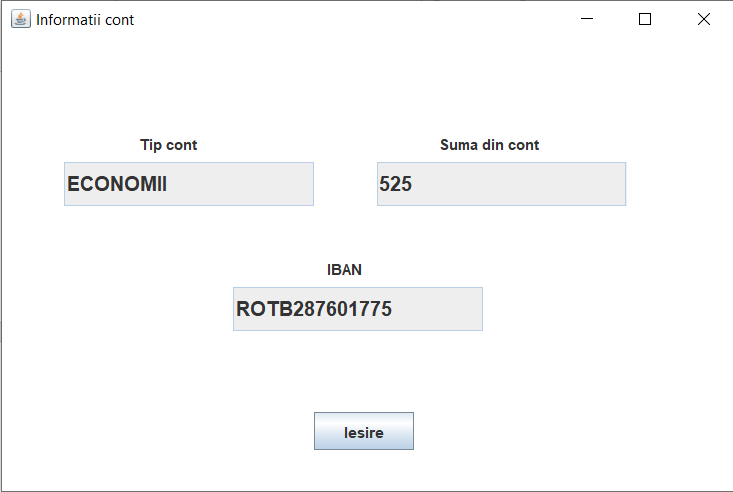 Informatii cont
Tip cont
Suma din cont
ECONOMII
525
IBAN
ROTB287601775
Iesire